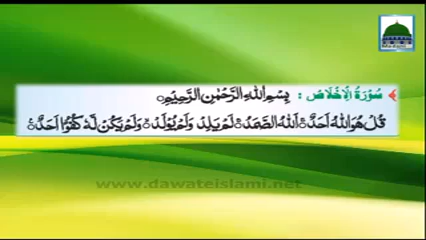 سُوْرَۃُ الْاِخْلَاصْ : بِسْمِ اللّٰہِ الرَّحْمٰنِ الرَّحِیْمِ
قُلْ هُوَ اللّٰهُ اَحَدٌۚ اَللّٰهُ الصَّمَدُۚ لَمْ یَلِدْ وَلَمْ یُوْلَدْۙ وَلَمْ یَكُنْ لَّهٗ كُفُوًا اَحَدٌ۠
www.dawateislami.net